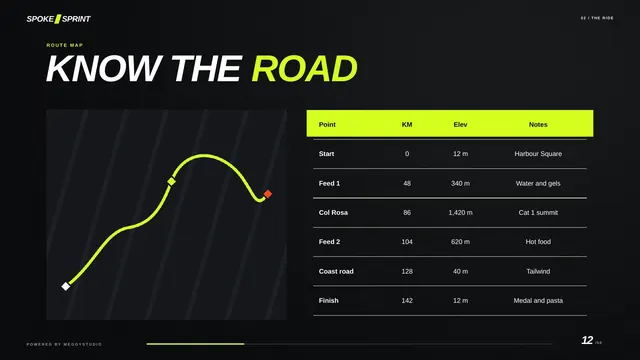 SPOKE SPRINT
02 / THE RIDE
ROUTE MAP
KNOW THE ROAD
Point KM Elev Notes
Start 0 12 m Harbour Square
Feed 1 48 340 m Water and gels
Col Rosa 86 1,420 m Cat 1 summit
Feed 2 104 620 m Hot food
Coast road 128 40 m Tailwind
Finish 142 12 m Medal and pasta
POWERED BY MEGGYSTUDIO
12